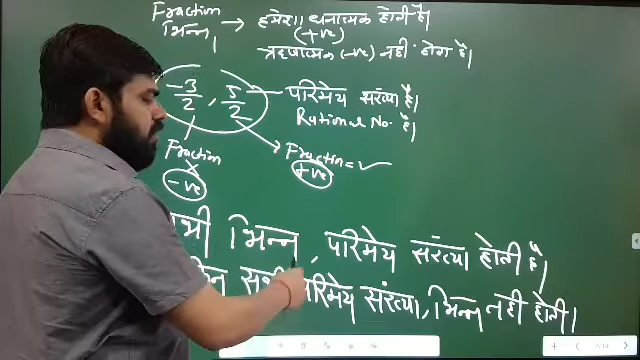 Fraction
भिन्न → हमेशा धनात्मक होती है।
(+ve)
ऋणात्मक (-ve) नही होता है।
-3/2 , 5/2 → परिमेय संख्या है।
Rational No. है।
Fraction Fraction = ✓
× +ve
-ve
भी भिन्न, परिमेय संख्या होती है,
सभी परिमेय संख्या, भिन्न नही होती।